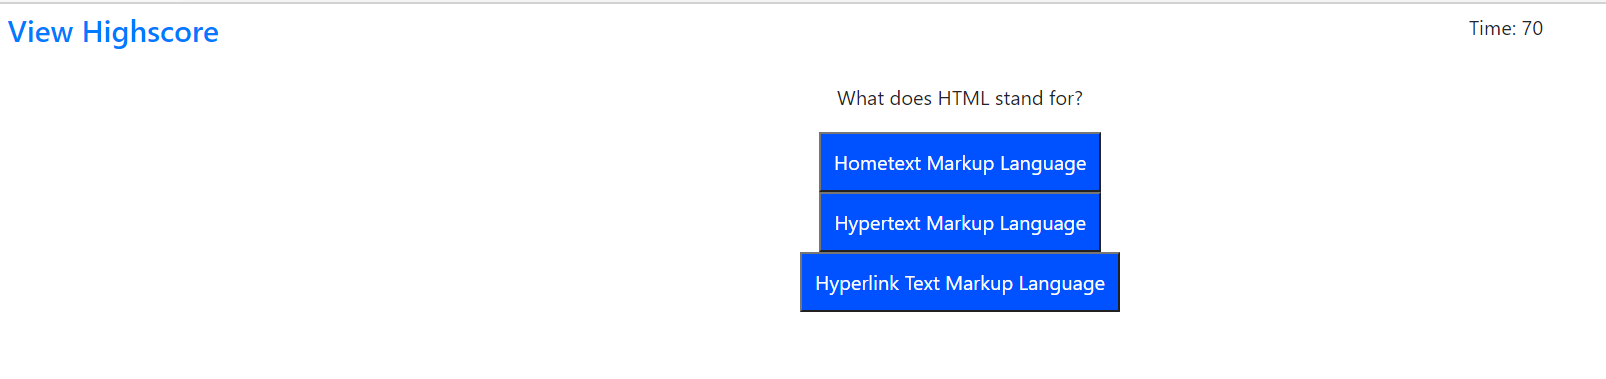 View Highscore
Time: 70
What does HTML stand for?
Hometext Markup Language
Hypertext Markup Language
Hyperlink Text Markup Language